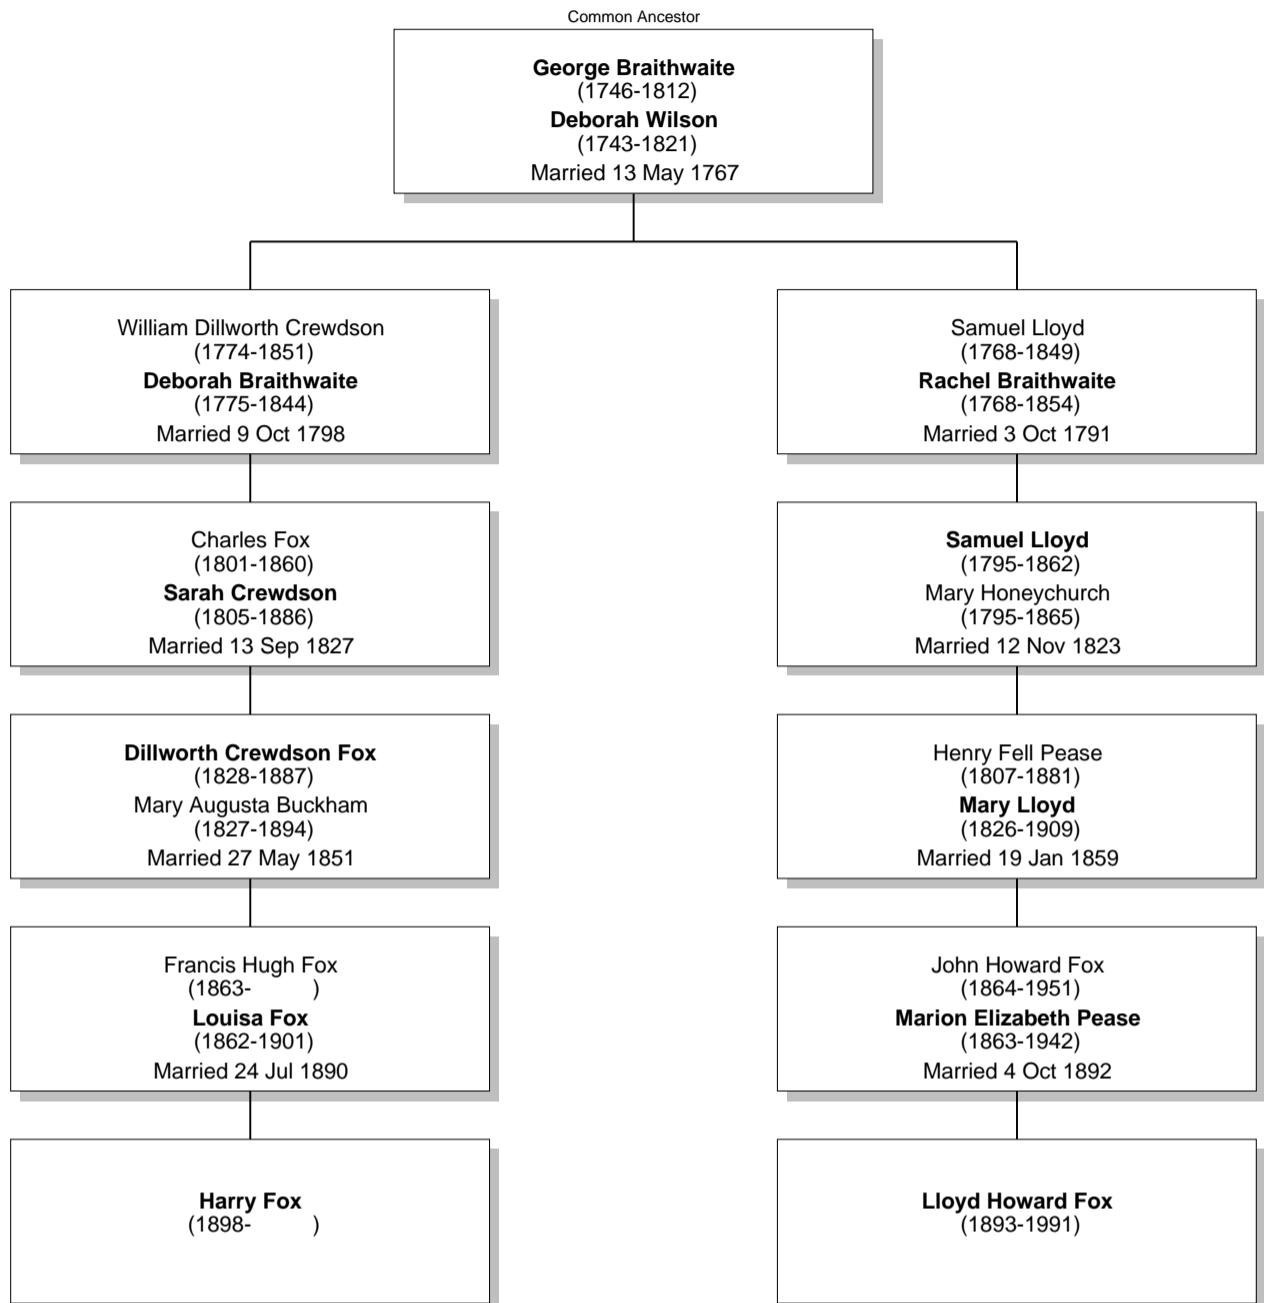 Common Ancestor
George Braithwaite
(1746-1812)
Deborah Wilson
(1743-1821)
Married 13 May 1767
William Dillworth Crewdson
(1774-1851)
Deborah Braithwaite
(1775-1844)
Married 9 Oct 1798
Samuel Lloyd
(1768-1849)
Rachel Braithwaite
(1768-1854)
Married 3 Oct 1791
Charles Fox
(1801-1860)
Sarah Crewdson
(1805-1886)
Married 13 Sep 1827
Samuel Lloyd
(1795-1862)
Mary Honeychurch
(1795-1865)
Married 12 Nov 1823
Dillworth Crewdson Fox
(1828-1887)
Mary Augusta Buckham
(1827-1894)
Married 27 May 1851
Henry Fell Pease
(1807-1881)
Mary Lloyd
(1826-1909)
Married 19 Jan 1859
Francis Hugh Fox
(1863- )
Louisa Fox
(1862-1901)
Married 24 Jul 1890
John Howard Fox
(1864-1951)
Marion Elizabeth Pease
(1863-1942)
Married 4 Oct 1892
Harry Fox
(1898- )
Lloyd Howard Fox
(1893-1991)